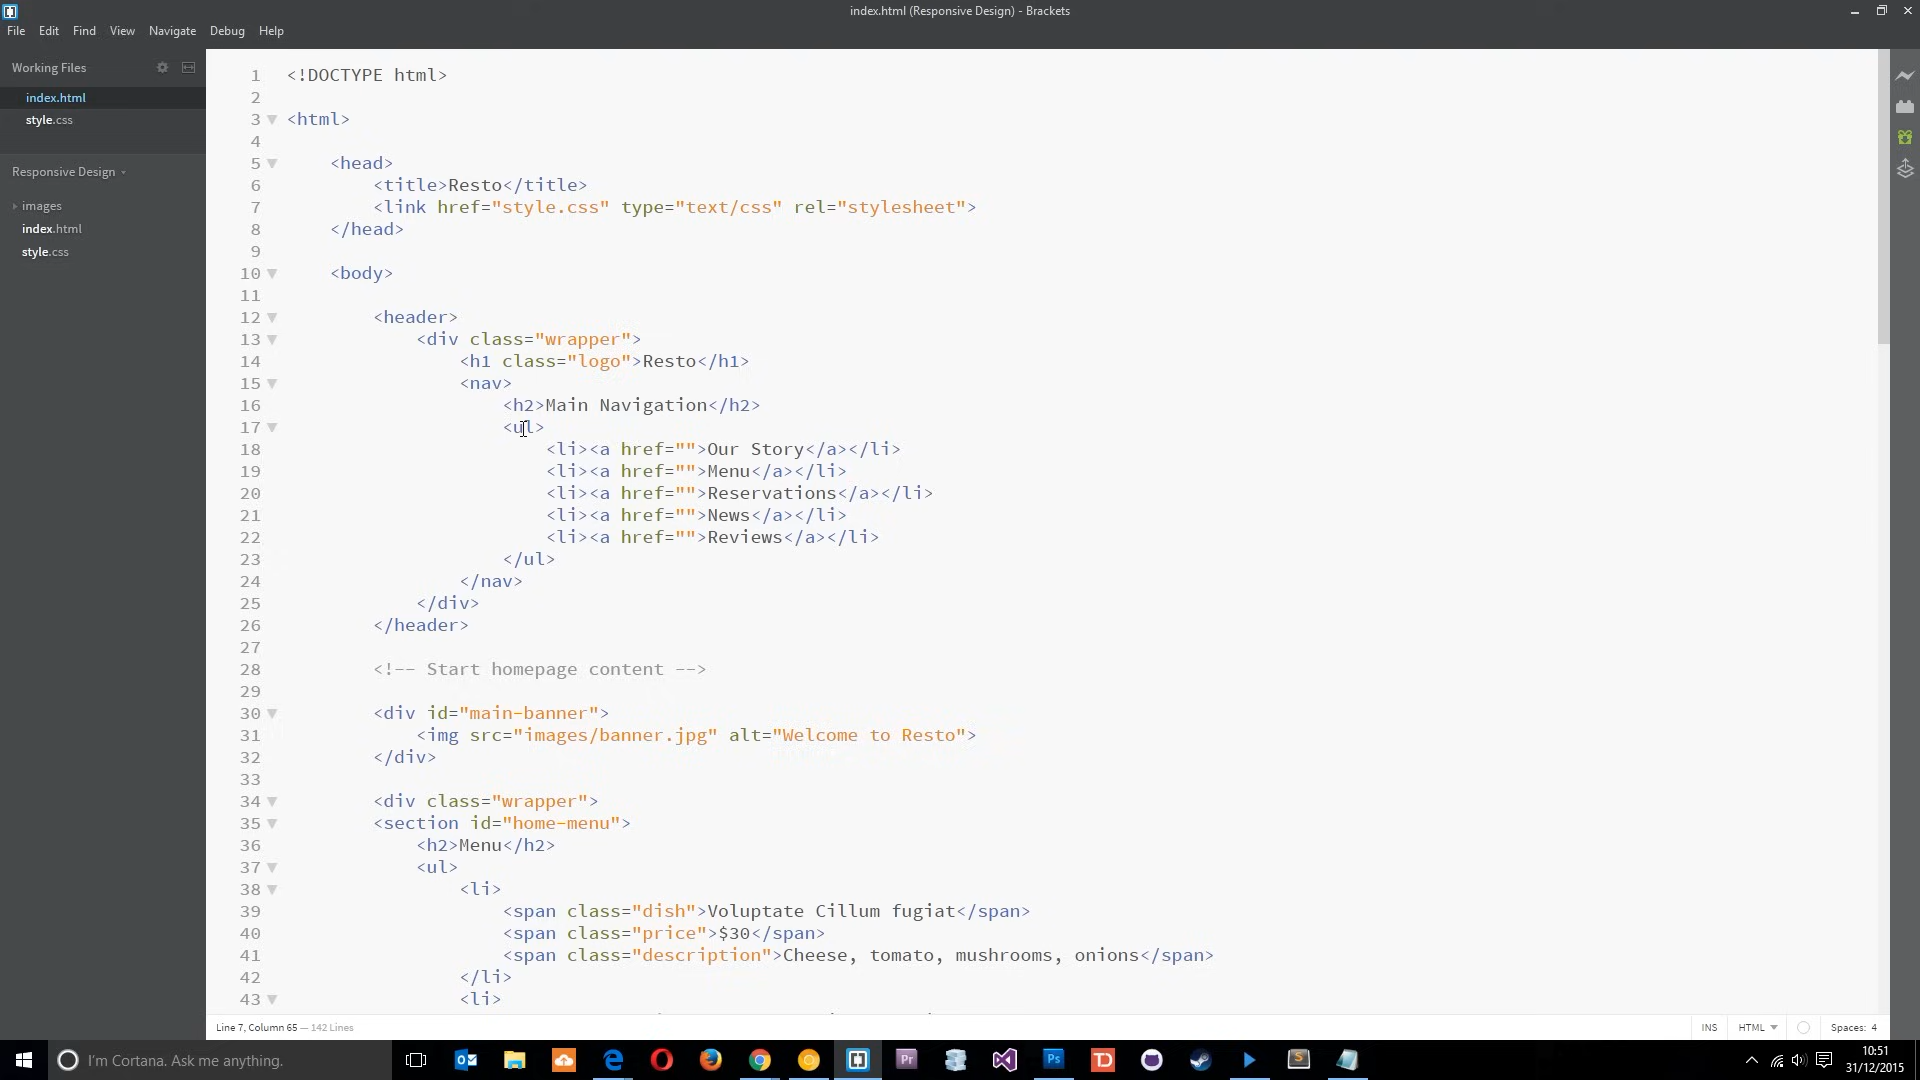 index.html (Responsive Design) - Brackets
File Edit Find View Navigate Debug Help
Working Files
index.html
style.css
Responsive Design
images
index.html
style.css
1 <!DOCTYPE html>
2
3 <html>
4
5 <head>
6 <title>Resto</title>
7 <link href="style.css" type="text/css" rel="stylesheet">
8 </head>
9
10 <body>
11
12 <header>
13 <div class="wrapper">
14 <h1 class="logo">Resto</h1>
15 <nav>
16 <h2>Main Navigation</h2>
17 <ul>
18 <li><a href="">Our Story</a></li>
19 <li><a href="">Menu</a></li>
20 <li><a href="">Reservations</a></li>
21 <li><a href="">News</a></li>
22 <li><a href="">Reviews</a></li>
23 </ul>
24 </nav>
25 </div>
26 </header>
27
28 <!-- Start homepage content -->
29
30 <div id="main-banner">
31 <img src="images/banner.jpg" alt="Welcome to Resto">
32 </div>
33
34 <div class="wrapper">
35 <section id="home-menu">
36 <h2>Menu</h2>
37 <ul>
38 <li>
39 <span class="dish">Voluptate Cillum fugiat</span>
40 <span class="price">$30</span>
41 <span class="description">Cheese, tomato, mushrooms, onions</span>
42 </li>
43 <li>
Line 7, Column 65 — 142 Lines
INS HTML Spaces: 4
I'm Cortana. Ask me anything.
Pr
Ps
TD
S
10:51
31/12/2015